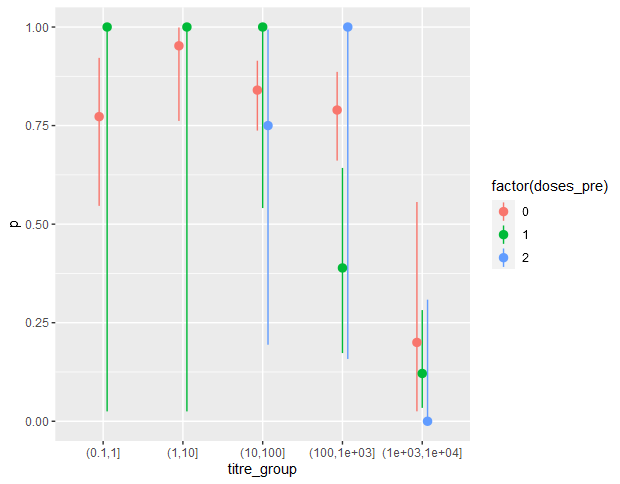 1.00
0.75
0.50
0.25
0.00
p
(0.1,1] (1,10] (10,100] (100,1e+03] (1e+03,1e+04]
titre_group
factor(doses_pre)
0
1
2